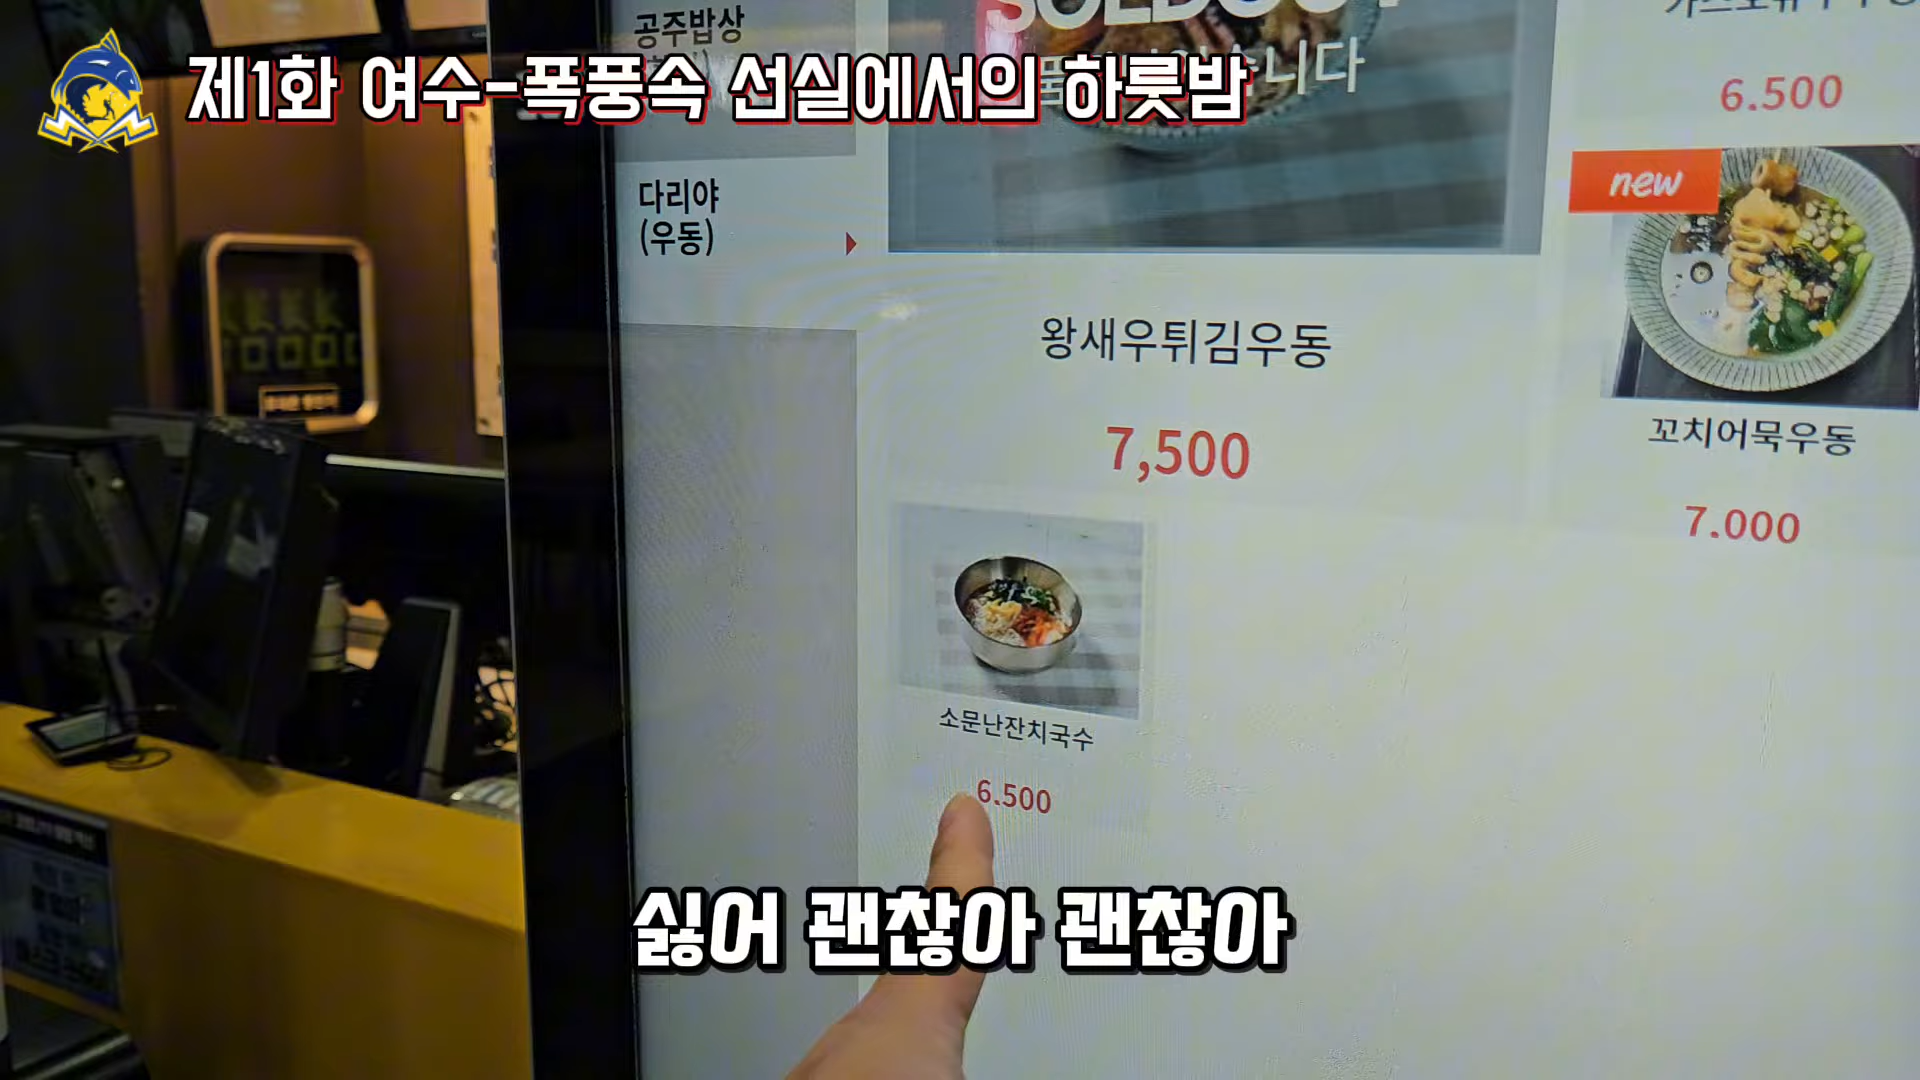 제1화 여수-폭풍속 선실에서의 하룻밤
공주밥상
다리야
(우동)
SOLDOUT
니다
6.500
new
왕새우튀김우동
7,500
꼬치어묵우동
7.000
소문난잔치국수
6.500
싫어 괜찮아 괜찮아